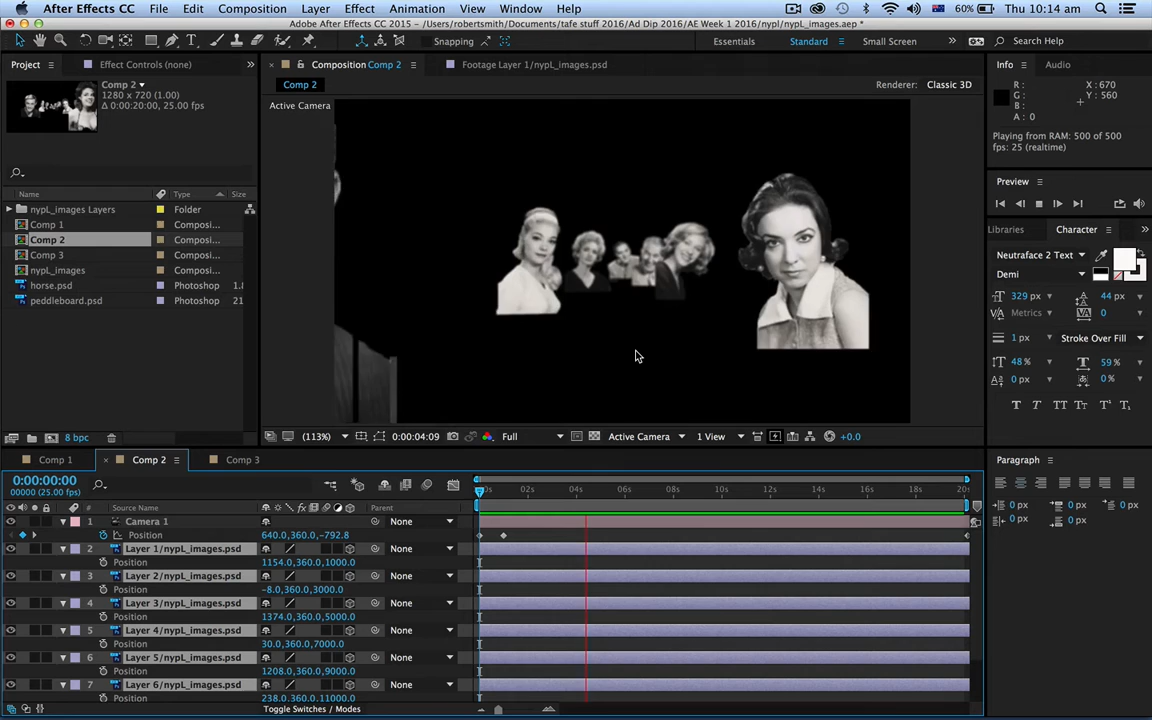 After Effects CC File Edit Composition Layer Effect Animation View Window Help 60% Thu 10:14 am
Adobe After Effects CC 2015 - /Users/robertsmith/Documents/tafe stuff 2016/Ad Dip 2016/AE Week 1 2016/nypl/nypL_images.aep *
Snapping Essentials Standard Small Screen Search Help
Project Effect Controls (none) Composition Comp 2 Footage Layer 1/nypL_images.psd Info Audio
Comp 2
1280 x 720 (1.00)
Δ 0:00:20:00, 25.00 fps
Comp 2 Renderer: Classic 3D
Active Camera
R: X: 670
G: Y: 560
B:
A: 0
Playing from RAM: 500 of 500
fps: 25 (realtime)
Preview
Name Type Size
nypL_images Layers Folder
Comp 1 Composi...
Comp 2 Composi...
Comp 3 Composi...
nypL_images Composi...
horse.psd Photoshop 1.
peddleboard.psd Photoshop 21
Libraries Character
Neutraface 2 Text
Demi
329 px 44 px
Metrics 0
1 px Stroke Over Fill
48 % 59 %
0 px 0 %
T T TT Tt T¹ T₁
8 bpc (113%) 0:00:04:09 Full Active Camera 1 View +0.0
Comp 1 Comp 2 Comp 3 Paragraph
0:00:00:00
00000 (25.00 fps)
02s 04s 06s 08s 10s 12s 14s 16s 18s 20s
0 px 0 px 0 px
0 px 0 px
# Source Name Parent
1 Camera 1 None
Position 640.0,360.0,-792.8
2 Layer 1/nypL_images.psd None
Position 1154.0,360.0,1000.0
3 Layer 2/nypL_images.psd None
Position -8.0,360.0,3000.0
4 Layer 3/nypL_images.psd None
Position 1374.0,360.0,5000.0
5 Layer 4/nypL_images.psd None
Position 30.0,360.0,7000.0
6 Layer 5/nypL_images.psd None
Position 1208.0,360.0,9000.0
7 Layer 6/nypL_images.psd None
Position 238.0,360.0,11000.0
Toggle Switches / Modes